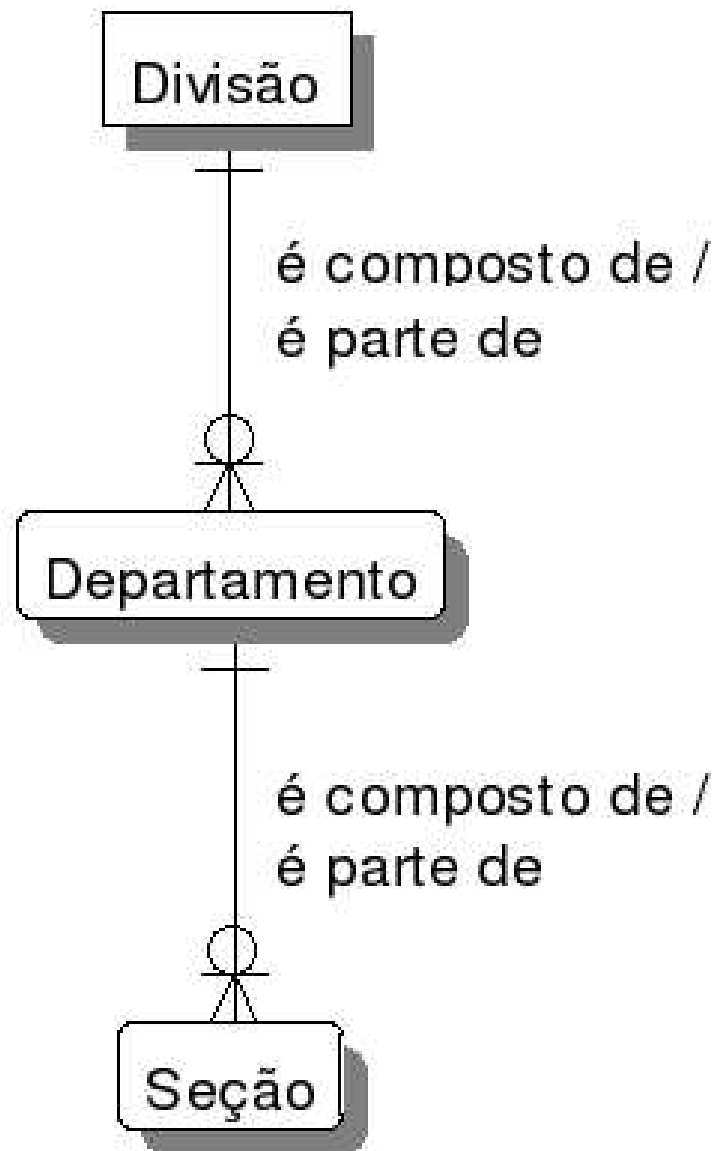 Divisão
é composto de /
é parte de
Departamento
é composto de /
é parte de
Seção